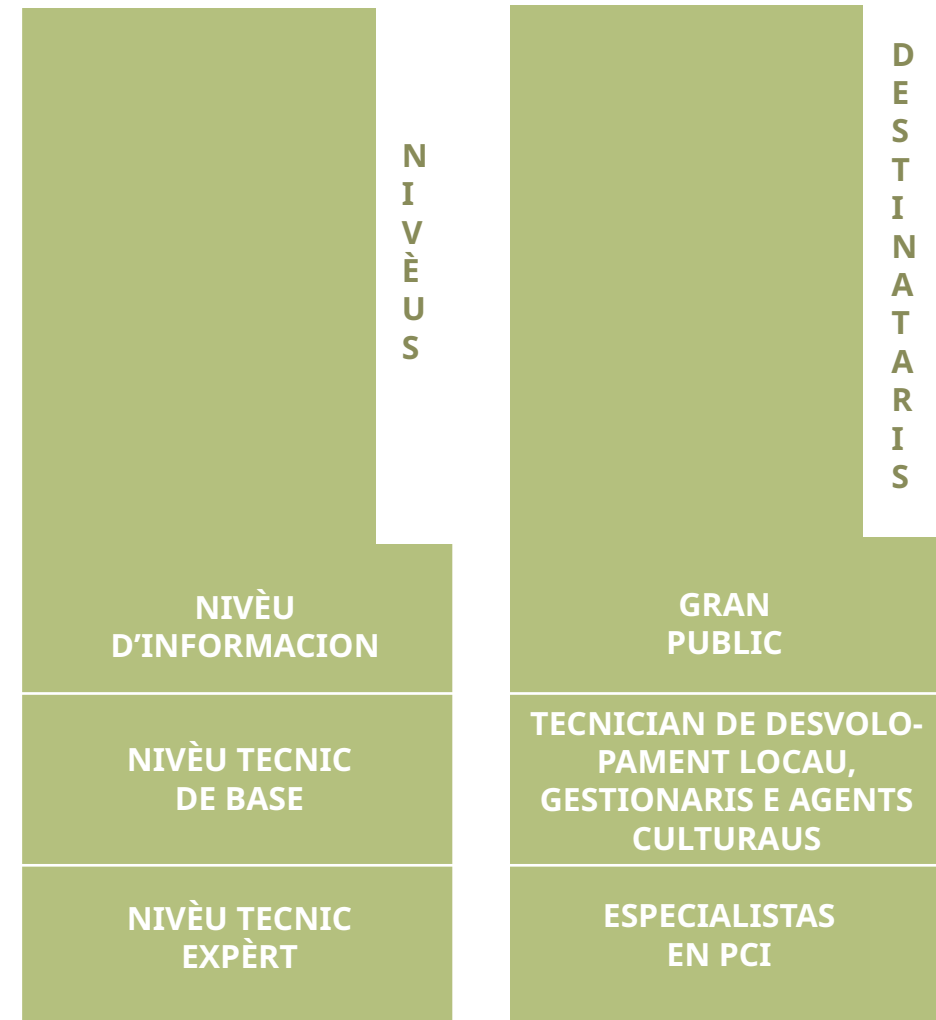 NIVÈUS
NIVÈU
D’INFORMACION
NIVÈU TECNIC
DE BASE
NIVÈU TECNIC
EXPÈRT
DESTINATARIS
GRAN
PUBLIC
TECNICIAN DE DESVOLO-
PAMENT LOCAU,
GESTIONARIS E AGENTS
CULTURAUS
ESPECIALISTAS
EN PCI